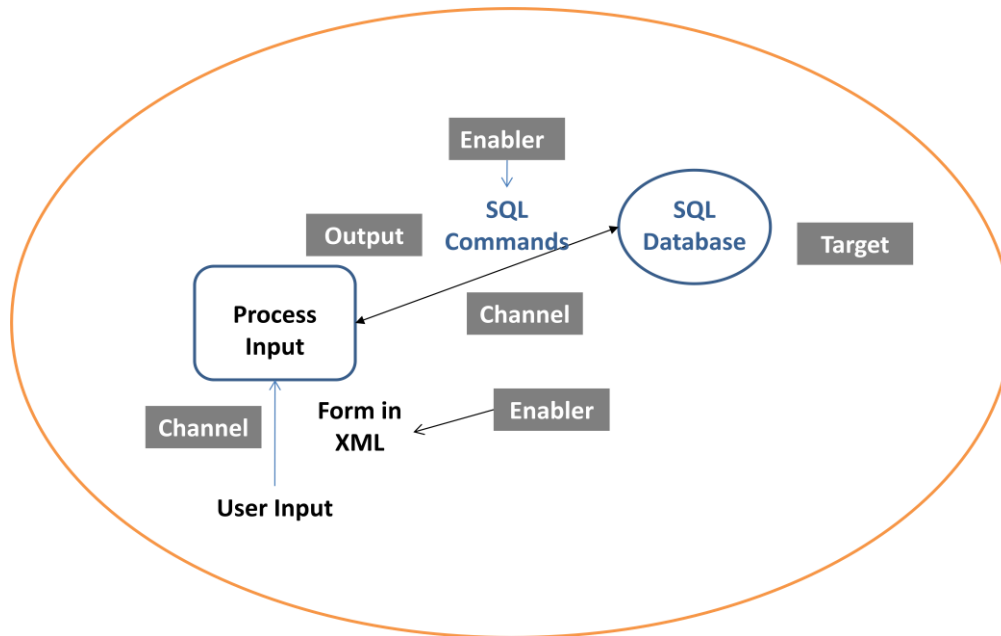 Enabler
SQL
Commands
SQL
Database
Output
Target
Channel
Process
Input
Channel
Form in
XML
Enabler
User Input